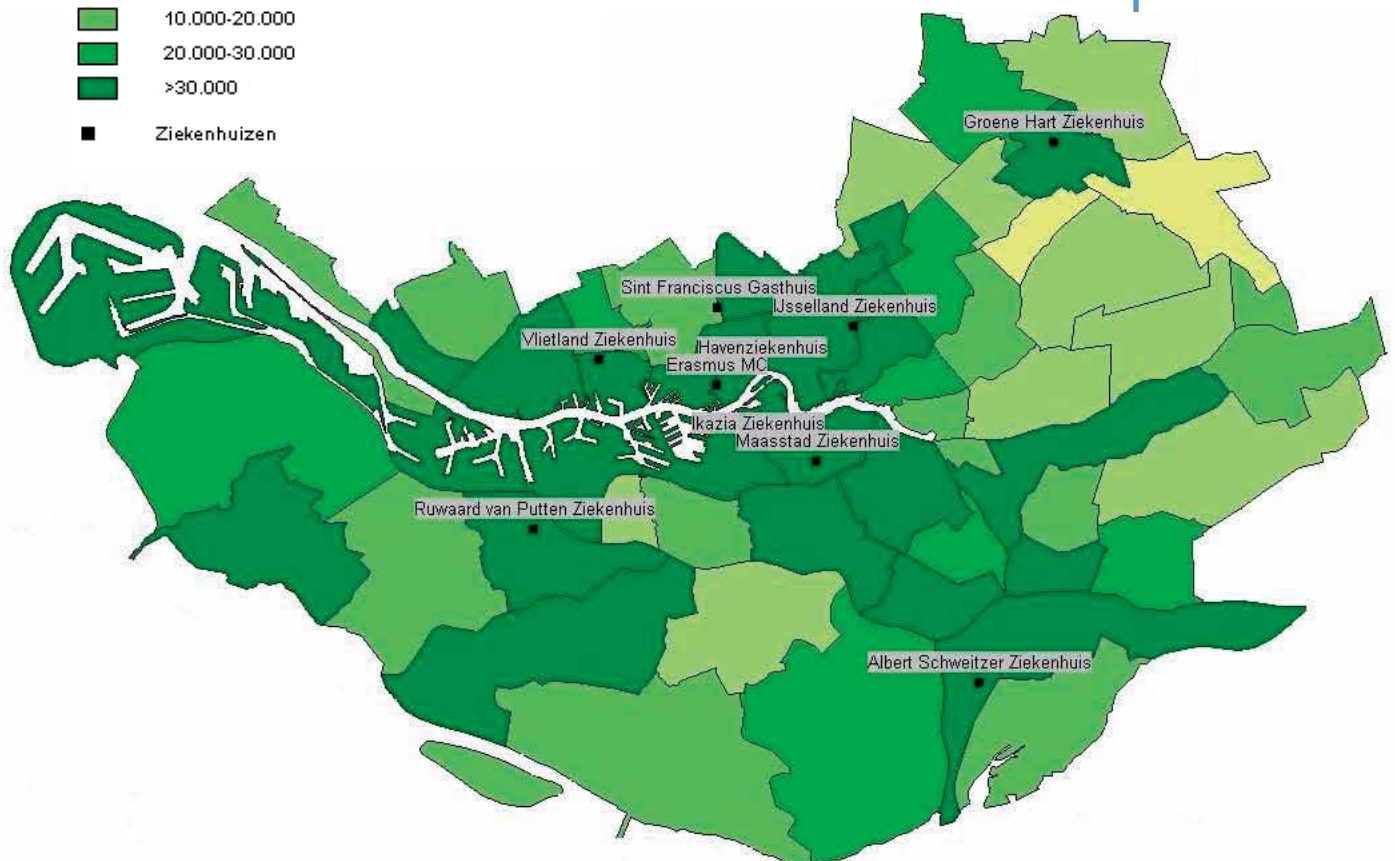 10.000-20.000
20.000-30.000
>30.000
Ziekenhuizen
Groene Hart Ziekenhuis
Sint Franciscus Gasthuis
IJsselland Ziekenhuis
Vlietland Ziekenhuis
Havenziekenhuis
Erasmus MC
Ikazia Ziekenhuis
Maasstad Ziekenhuis
Ruwaard van Putten Ziekenhuis
Albert Schweitzer Ziekenhuis